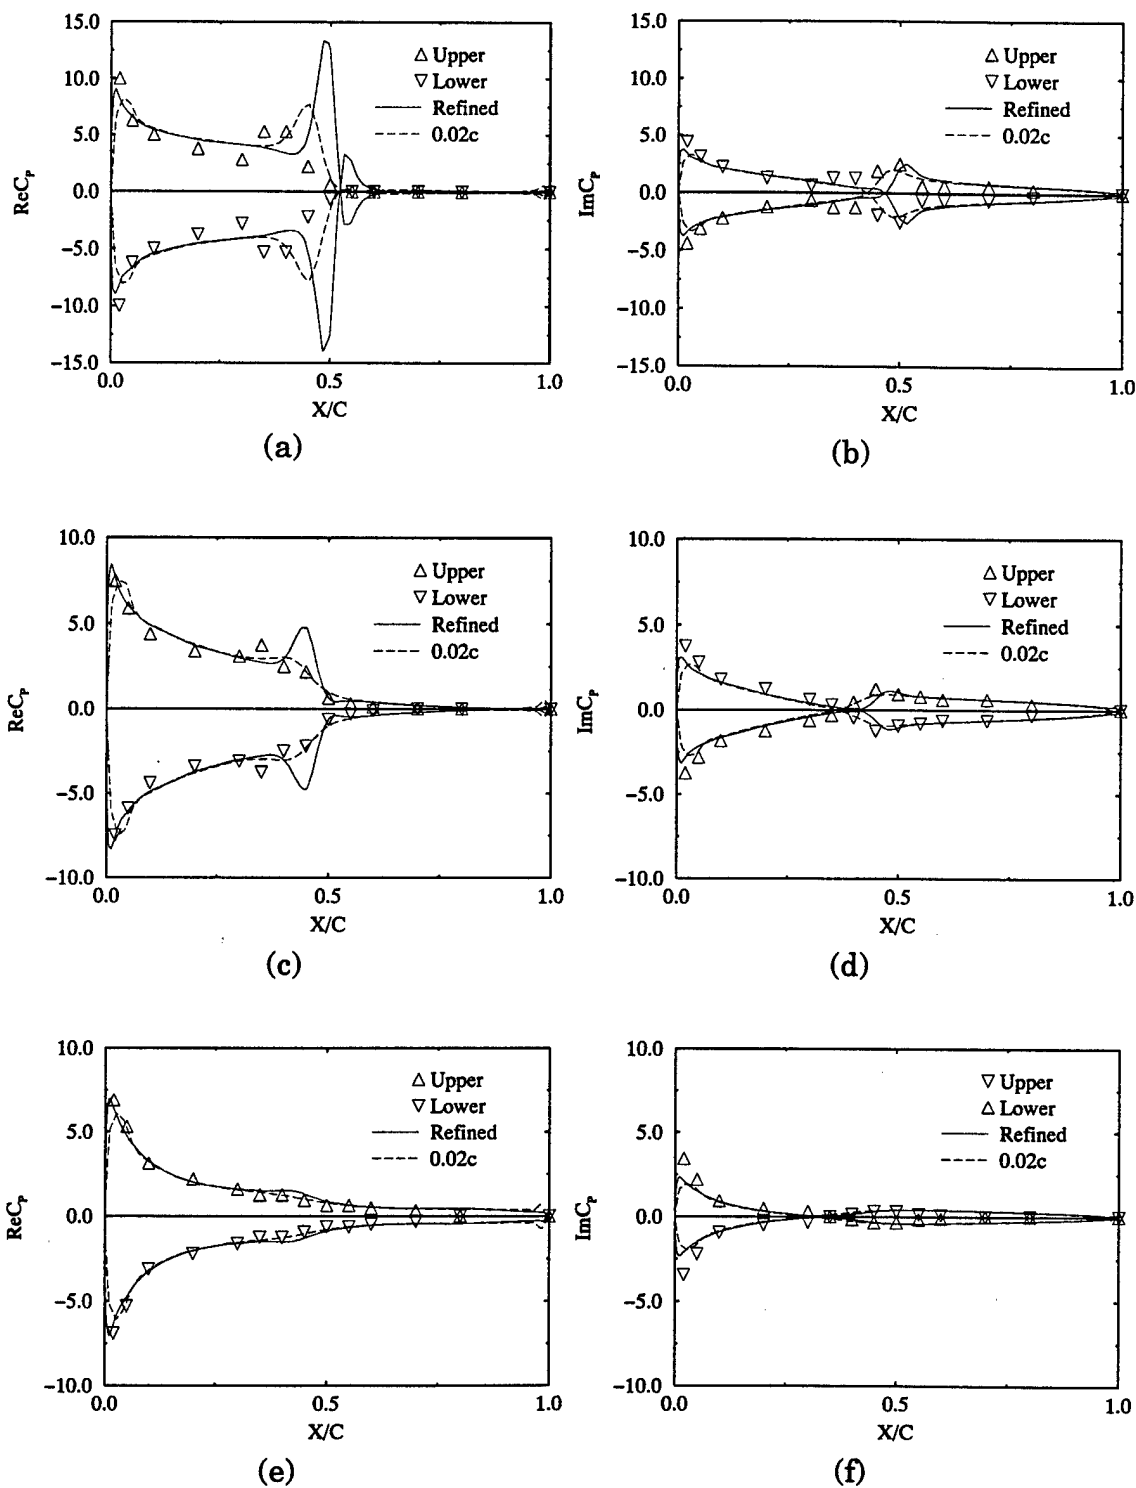 15.0
10.0
5.0
0.0
−5.0
−10.0
−15.0
ReCp
△ Upper
▽ Lower
Refined
0.02c
0.0
0.5
1.0
X/C
(a)
15.0
10.0
5.0
0.0
−5.0
−10.0
−15.0
ImCp
△ Upper
▽ Lower
Refined
0.02c
0.0
0.5
1.0
X/C
(b)
10.0
5.0
0.0
−5.0
−10.0
ReCp
△ Upper
▽ Lower
Refined
0.02c
0.0
0.5
1.0
X/C
(c)
10.0
5.0
0.0
−5.0
−10.0
ImCp
△ Upper
▽ Lower
Refined
0.02c
0.0
0.5
1.0
X/C
(d)
10.0
5.0
0.0
−5.0
−10.0
ReCp
△ Upper
▽ Lower
Refined
0.02c
0.0
0.5
1.0
X/C
(e)
10.0
5.0
0.0
−5.0
−10.0
ImCp
▽ Upper
△ Lower
Refined
0.02c
0.0
0.5
1.0
X/C
(f)